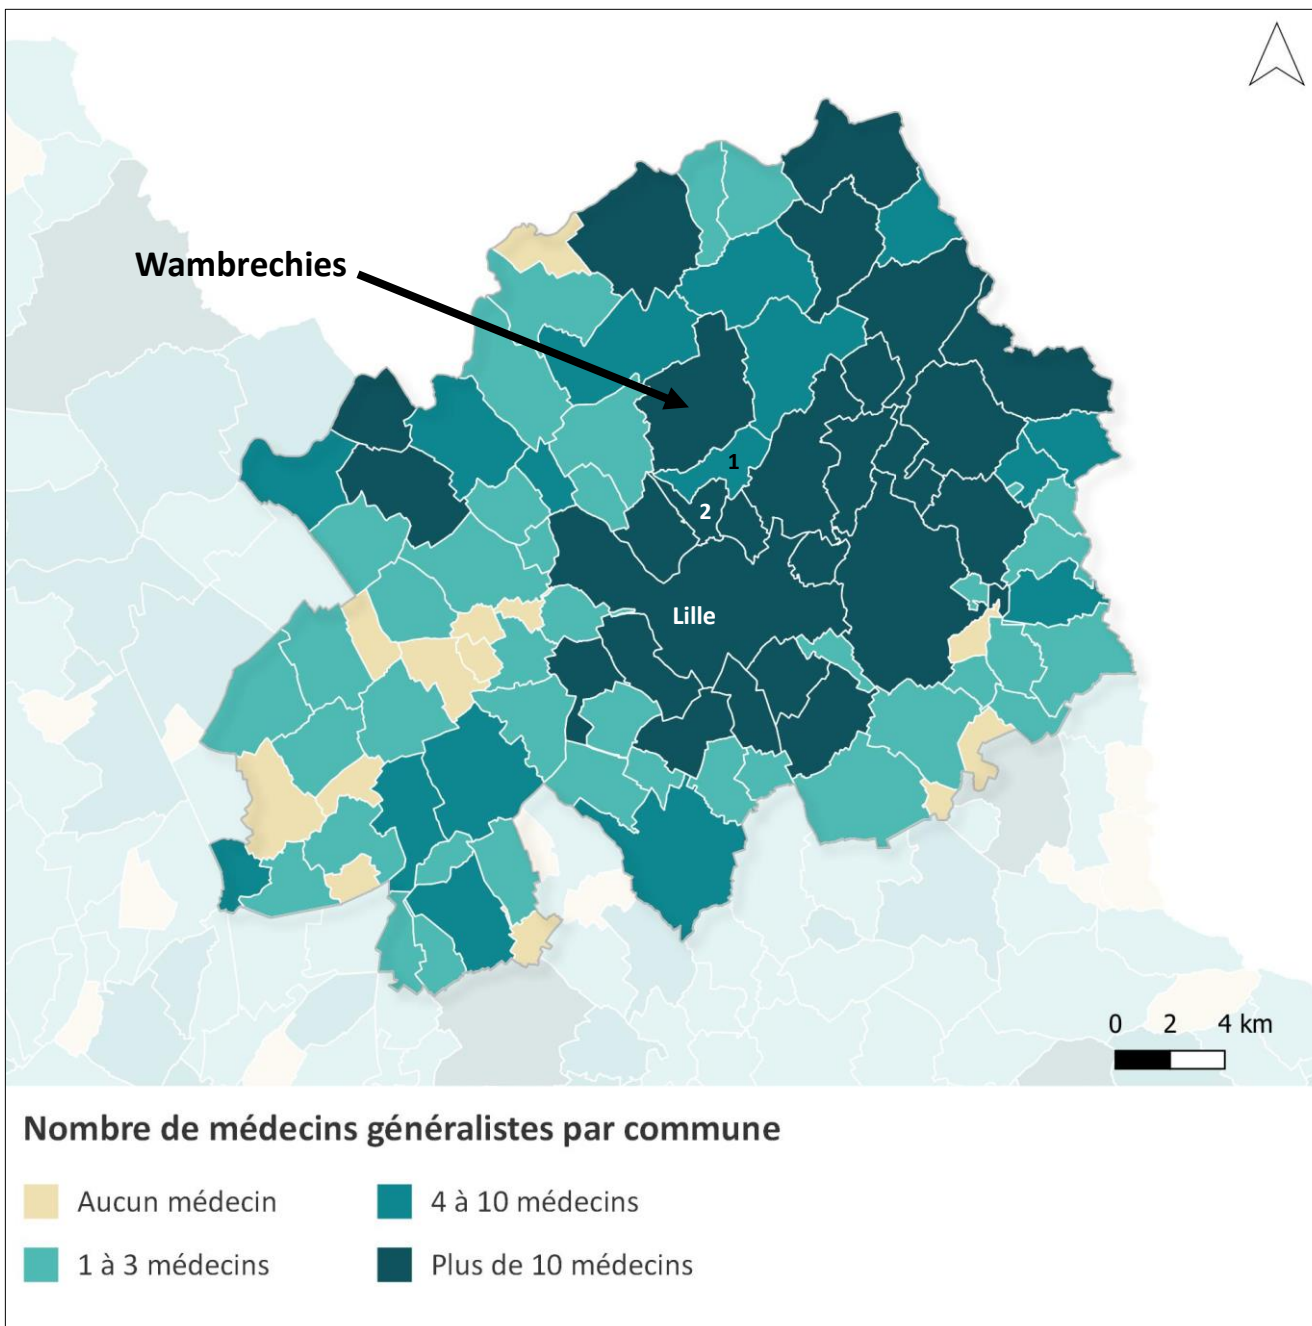 Wambrechies
1
2
Lille
0 2 4 km
Nombre de médecins généralistes par commune
Aucun médecin
4 à 10 médecins
1 à 3 médecins
Plus de 10 médecins